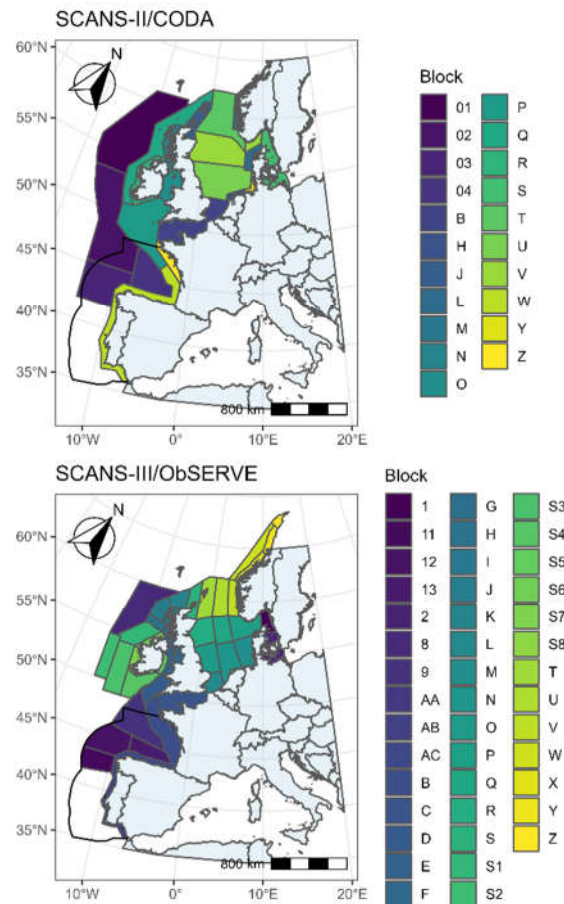 SCANS-II/CODA
60°N
55°N
50°N
45°N
40°N
35°N
N
800 km
10°W 0° 10°E 20°E
Block
01 P
02 Q
03 R
04 S
B T
H U
J V
L W
M Y
N Z
O
SCANS-III/ObSERVE
60°N
55°N
50°N
45°N
40°N
35°N
N
800 km
10°W 0° 10°E 20°E
Block
1 G S3
11 H S4
12 I S5
13 J S6
2 K S7
8 L S8
9 M T
AA N U
AB O V
AC P W
B Q X
C R Y
D S Z
E S1
F S2